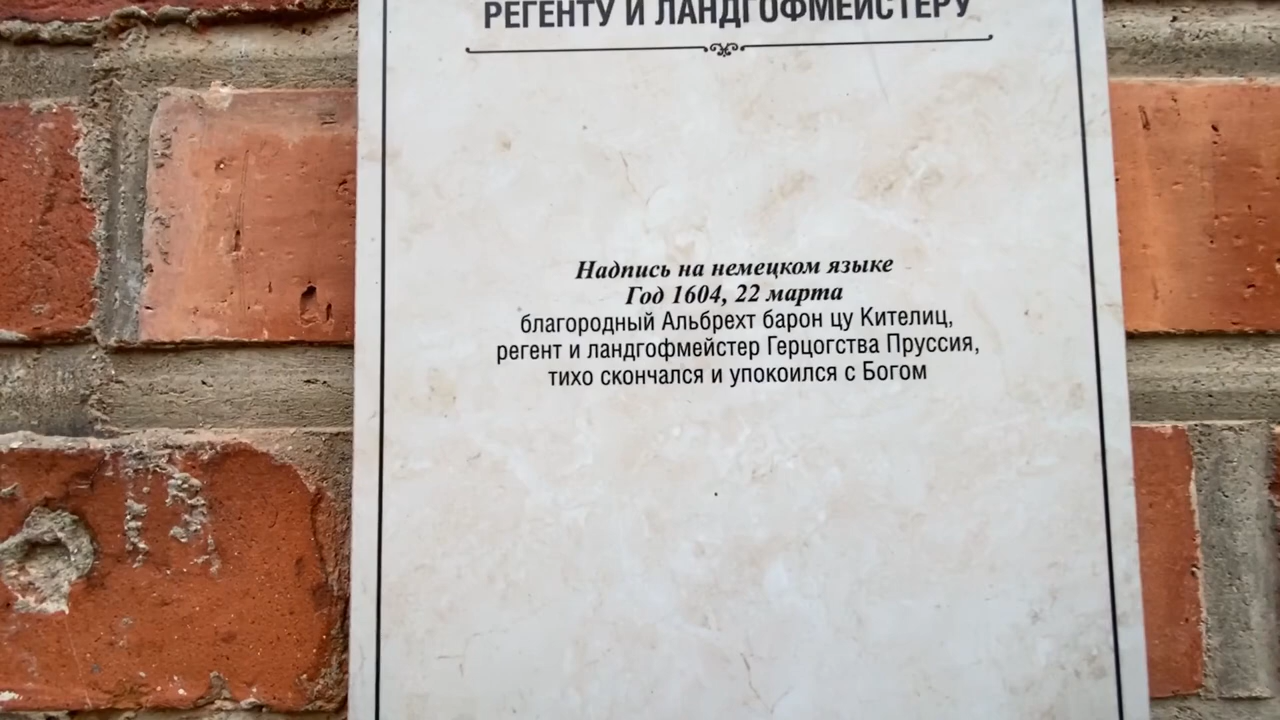 РЕГЕНТУ И ЛАНДГОФМЕЙСТЕРУ
Надпись на немецком языке
Год 1604, 22 марта
благородный Альбрехт барон цу Кителиц,
регент и ландгофмейстер Герцогства Пруссия,
тихо скончался и упокоился с Богом